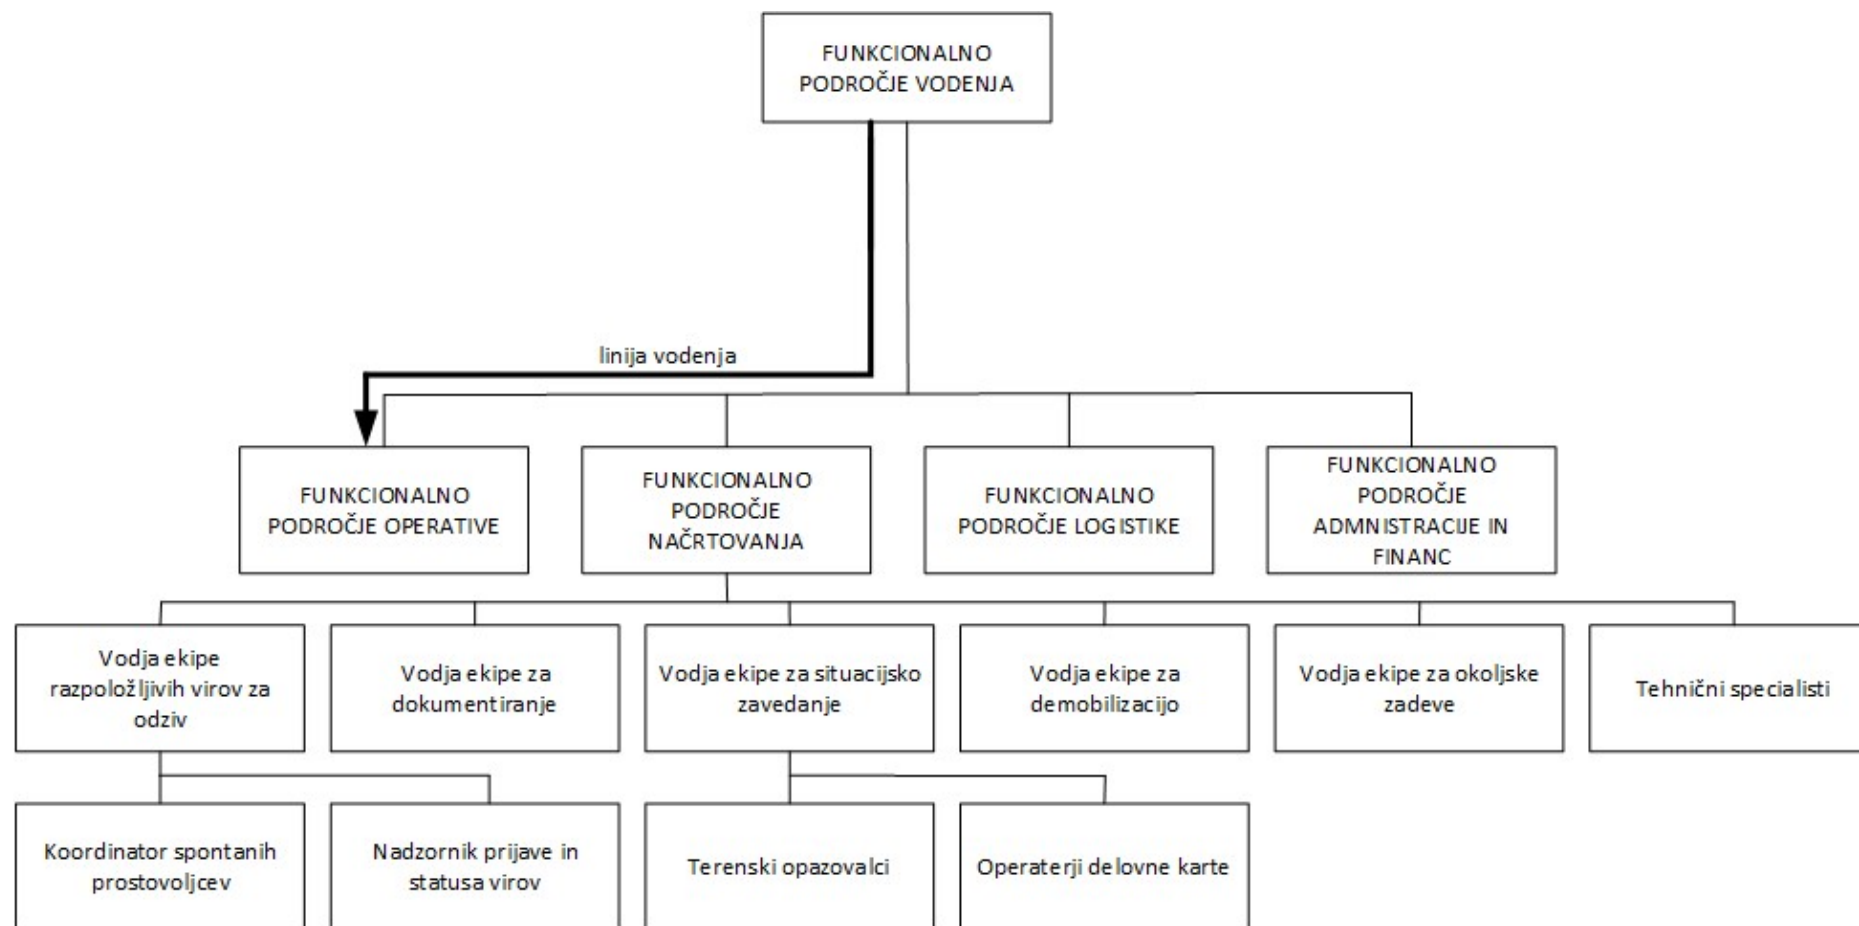 FUNKCIONALNO
PODROČJE VODENJA
linija vodenja
FUNKCIONALNO
PODROČJE OPERATIVE
FUNKCIONALNO
PODROČJE
NAČRTOVANJA
FUNKCIONALNO
PODROČJE LOGISTIKE
FUNKCIONALNO
PODROČJE
ADMNISTRACIJE IN
FINANC
Vodja ekipe
razpoložljivih virov za
odziv
Vodja ekipe za
dokumentiranje
Vodja ekipe za situacijsko
zavedanje
Vodja ekipe za
demobilizacijo
Vodja ekipe za okoljske
zadeve
Tehnični specialisti
Koordinator spontanih
prostovoljcev
Nadzornik prijave in
statusa virov
Terenski opazovalci
Operaterji delovne karte